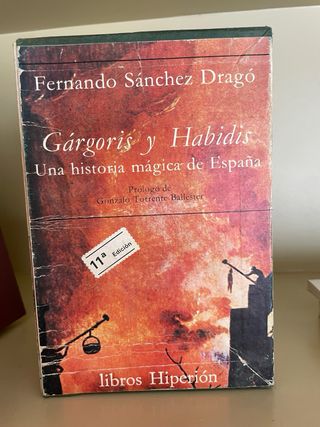 Fernando Sánchez Dragó
Gárgoris y Habidis
Una historia mágica de España
Prólogo de
Gonzalo Torrente Ballester
11ª Edición
libros Hiperión